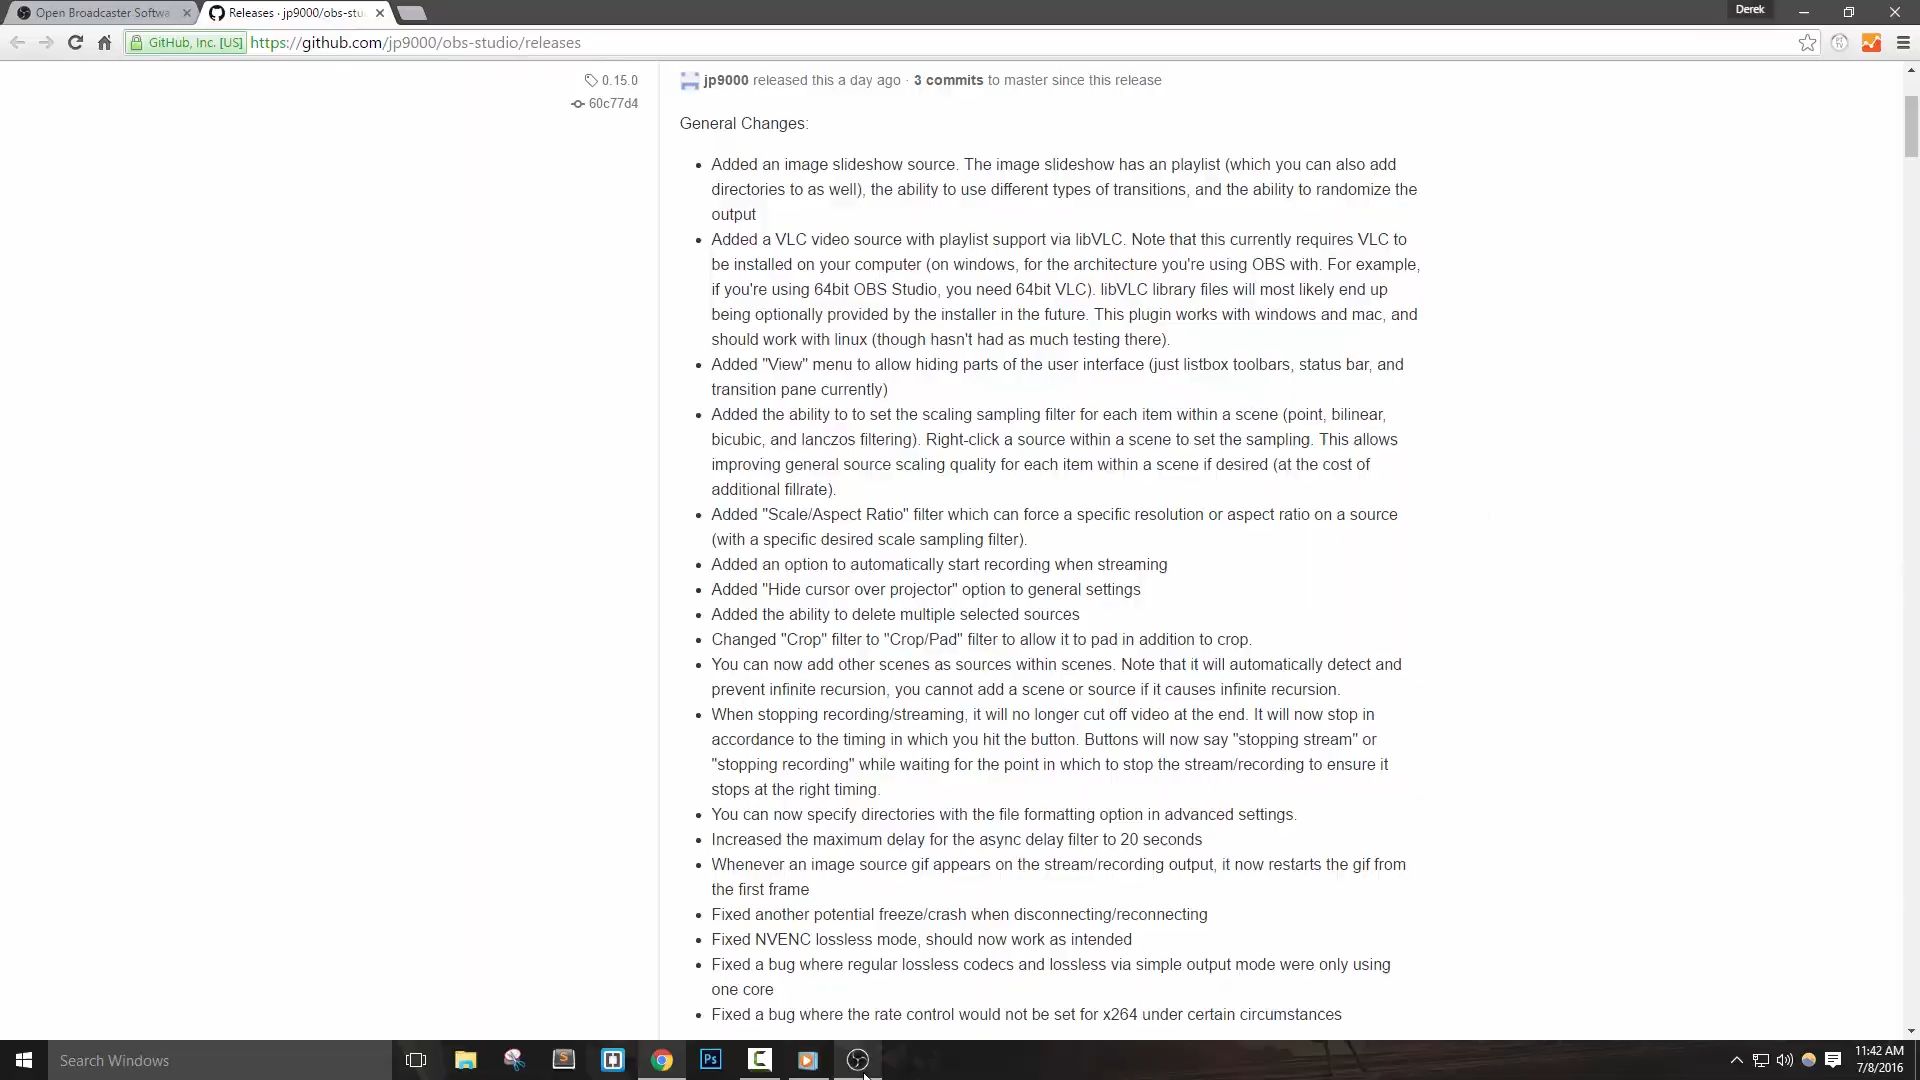 Open Broadcaster Softwa
Releases · jp9000/obs-stu
Derek
GitHub, Inc. [US]
https://github.com/jp9000/obs-studio/releases
0.15.0
60c77d4
jp9000 released this a day ago · 3 commits to master since this release
General Changes:
Added an image slideshow source. The image slideshow has an playlist (which you can also add
directories to as well), the ability to use different types of transitions, and the ability to randomize the
output
Added a VLC video source with playlist support via libVLC. Note that this currently requires VLC to
be installed on your computer (on windows, for the architecture you're using OBS with. For example,
if you're using 64bit OBS Studio, you need 64bit VLC). libVLC library files will most likely end up
being optionally provided by the installer in the future. This plugin works with windows and mac, and
should work with linux (though hasn't had as much testing there).
Added "View" menu to allow hiding parts of the user interface (just listbox toolbars, status bar, and
transition pane currently)
Added the ability to to set the scaling sampling filter for each item within a scene (point, bilinear,
bicubic, and lanczos filtering). Right-click a source within a scene to set the sampling. This allows
improving general source scaling quality for each item within a scene if desired (at the cost of
additional fillrate).
Added "Scale/Aspect Ratio" filter which can force a specific resolution or aspect ratio on a source
(with a specific desired scale sampling filter).
Added an option to automatically start recording when streaming
Added "Hide cursor over projector" option to general settings
Added the ability to delete multiple selected sources
Changed "Crop" filter to "Crop/Pad" filter to allow it to pad in addition to crop.
You can now add other scenes as sources within scenes. Note that it will automatically detect and
prevent infinite recursion, you cannot add a scene or source if it causes infinite recursion.
When stopping recording/streaming, it will no longer cut off video at the end. It will now stop in
accordance to the timing in which you hit the button. Buttons will now say "stopping stream" or
"stopping recording" while waiting for the point in which to stop the stream/recording to ensure it
stops at the right timing.
You can now specify directories with the file formatting option in advanced settings.
Increased the maximum delay for the async delay filter to 20 seconds
Whenever an image source gif appears on the stream/recording output, it now restarts the gif from
the first frame
Fixed another potential freeze/crash when disconnecting/reconnecting
Fixed NVENC lossless mode, should now work as intended
Fixed a bug where regular lossless codecs and lossless via simple output mode were only using
one core
Fixed a bug where the rate control would not be set for x264 under certain circumstances
Search Windows
S
Ps
11:42 AM
7/8/2016